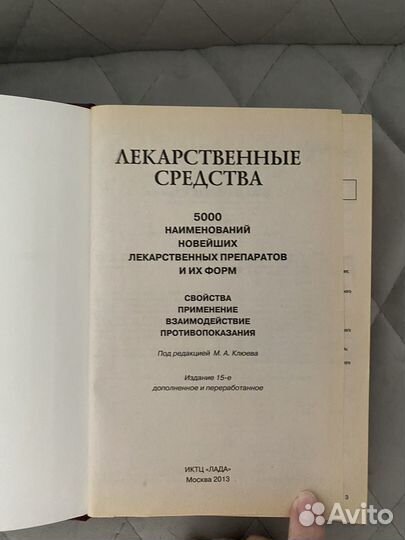 ЛЕКАРСТВЕННЫЕ
СРЕДСТВА
5000
НАИМЕНОВАНИЙ
НОВЕЙШИХ
ЛЕКАРСТВЕННЫХ ПРЕПАРАТОВ
И ИХ ФОРМ
СВОЙСТВА
ПРИМЕНЕНИЕ
ВЗАИМОДЕЙСТВИЕ
ПРОТИВОПОКАЗАНИЯ
Под редакцией М. А. Клюева
Издание 15-е
дополненное и переработанное
ИКТЦ «ЛАДА»
Москва 2013
3
Avito